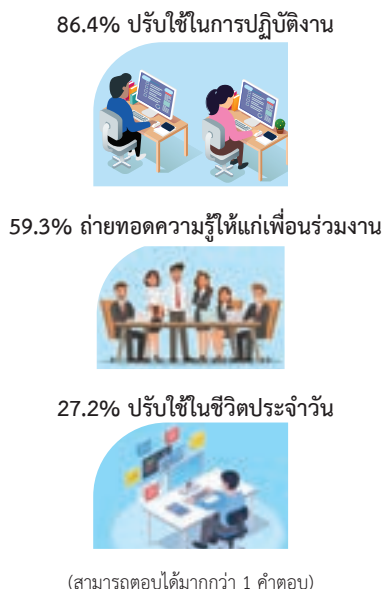 86.4% ปรับใช้ในการปฏิบัติงาน
59.3% ถ่ายทอดความรู้ให้แก่เพื่อนร่วมงาน
27.2% ปรับใช้ในชีวิตประจำวัน
(สามารถตอบได้มากกว่า 1 คำตอบ)